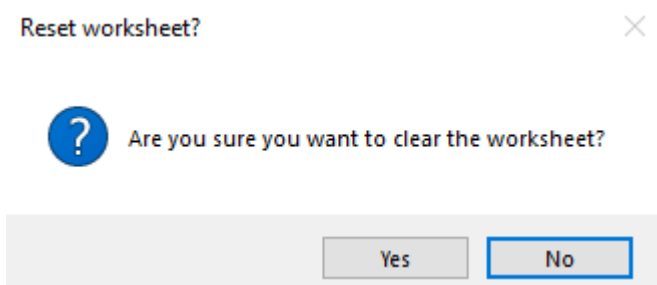 Reset worksheet?
Are you sure you want to clear the worksheet?
Yes No